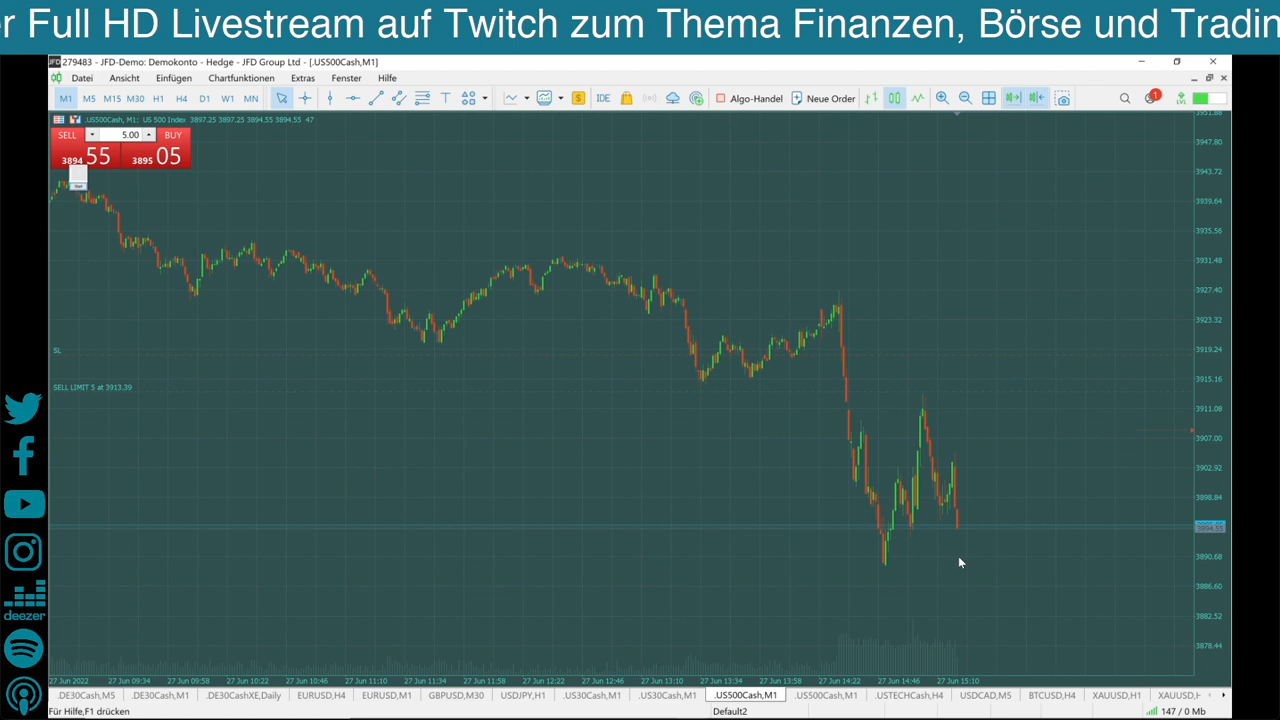 er Full HD Livestream auf Twitch zum Thema Finanzen, Börse und Tradin
JFD 279483 - JFD-Demo: Demokonto - Hedge - JFD Group Ltd - [.US500Cash,M1]
Datei Ansicht Einfügen Chartfunktionen Extras Fenster Hilfe
M1 M5 M15 M30 H1 H4 D1 W1 MN IDE Algo-Handel Neue Order 1 LVL
.US500Cash, M1: US 500 Index 3897.25 3897.25 3894.55 3894.55 47
SELL 5.00 BUY
3894 55 3895 05
3951.88
3947.80
3943.72
3939.64
3935.56
3931.48
3927.40
3923.32
SL
3919.24
3915.16
SELL LIMIT 5 at 3913.39
3911.08
3907.00
3902.92
3898.84
3894.55
3890.68
3886.60
3882.52
3878.44
deezer
27 Jun 2022 27 Jun 09:34 27 Jun 09:58 27 Jun 10:22 27 Jun 10:46 27 Jun 11:10 27 Jun 11:34 27 Jun 11:58 27 Jun 12:22 27 Jun 12:46 27 Jun 13:10 27 Jun 13:34 27 Jun 13:58 27 Jun 14:22 27 Jun 14:46 27 Jun 15:10
.DE30Cash,M5 .DE30Cash,M1 .DE30CashXE,Daily EURUSD,H4 EURUSD,M1 GBPUSD,M30 USDJPY,H1 .US30Cash,M1 .US30Cash,M1 .US500Cash,M1 .US500Cash,M1 .USTECHCash,H4 USDCAD,M5 BTCUSD,H4 XAUUSD,H1 XAUUSD,H
Für Hilfe,F1 drücken Default2 147 / 0 Mb